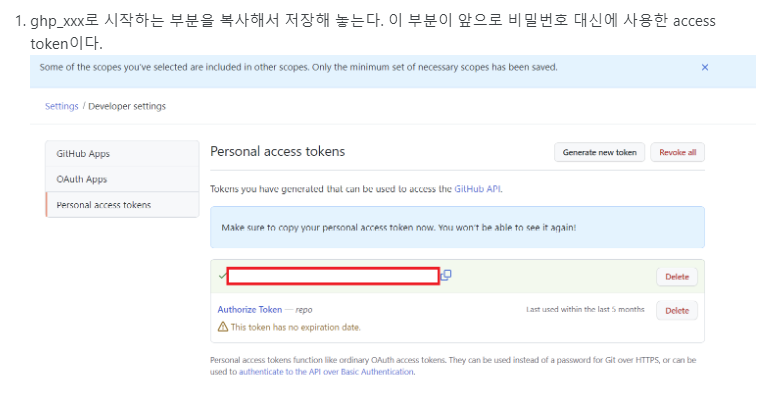 1. ghp_xxx로 시작하는 부분을 복사해서 저장해 놓는다. 이 부분이 앞으로 비밀번호 대신에 사용한 access
token이다.
Some of the scopes you've selected are included in other scopes. Only the minimum set of necessary scopes has been saved.
Settings / Developer settings
GitHub Apps
OAuth Apps
Personal access tokens
Personal access tokens
Generate new token
Revoke all
Tokens you have generated that can be used to access the GitHub API.
Make sure to copy your personal access token now. You won't be able to see it again!
Delete
Authorize Token — repo
Last used within the last 5 months
Delete
This token has no expiration date.
Personal access tokens function like ordinary OAuth access tokens. They can be used instead of a password for Git over HTTPS, or can be
used to authenticate to the API over Basic Authentication.